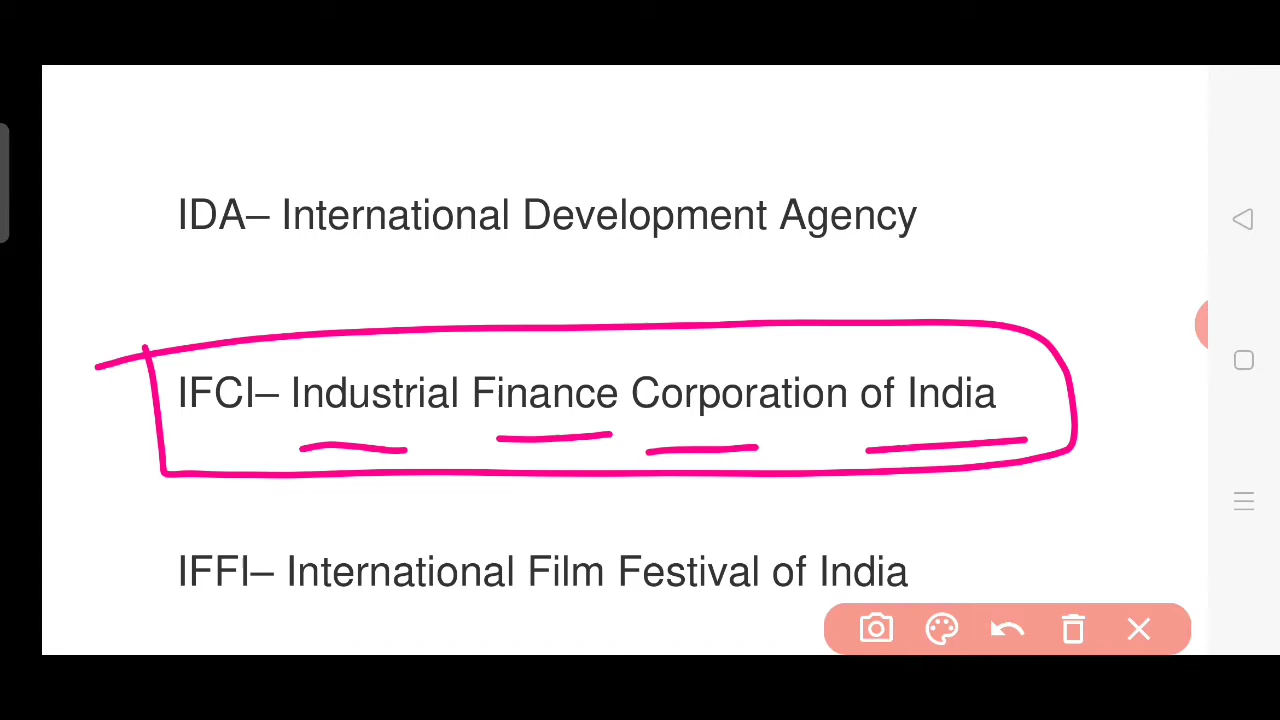 IDA– International Development Agency
IFCI– Industrial Finance Corporation of India
IFFI– International Film Festival of India